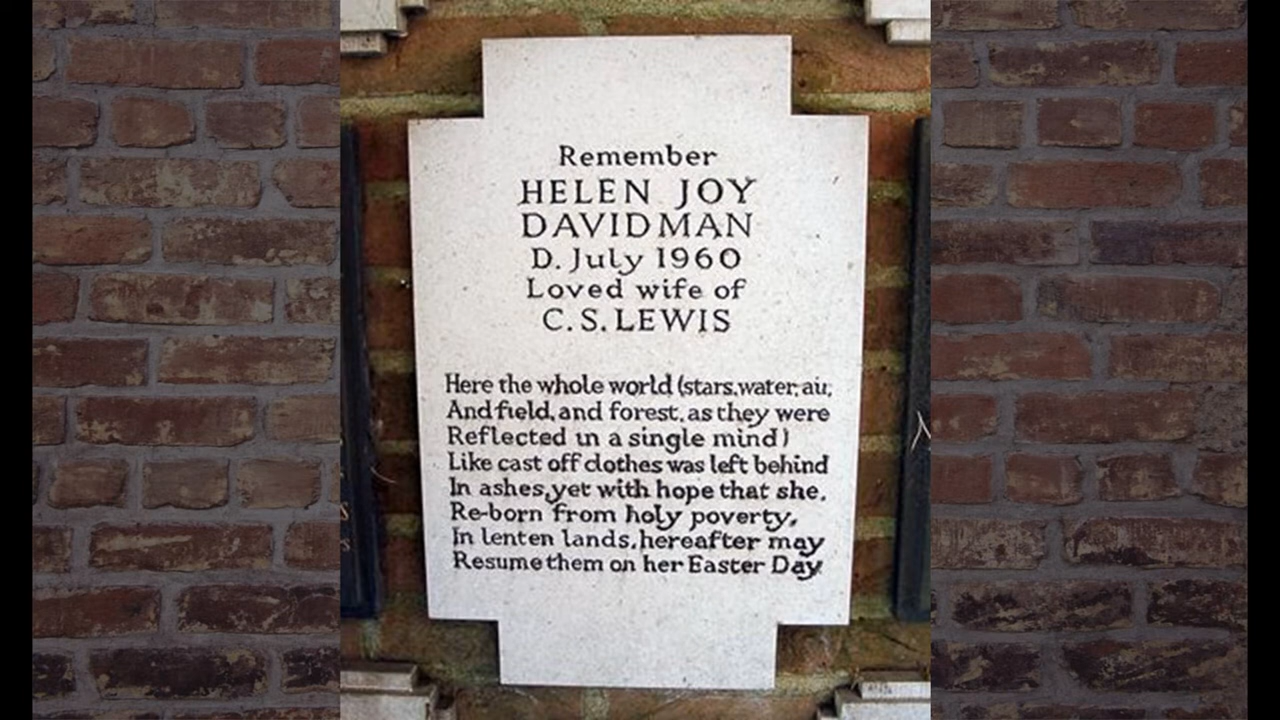 Remember
HELEN JOY
DAVIDMAN
D. July 1960
Loved wife of
C.S. LEWIS
Here the whole world (stars, water, air,
And field, and forest, as they were
Reflected in a single mind)
Like cast off clothes was left behind
In ashes, yet with hope that she,
Re-born from holy poverty,
In lenten lands, hereafter may
Resume them on her Easter Day.